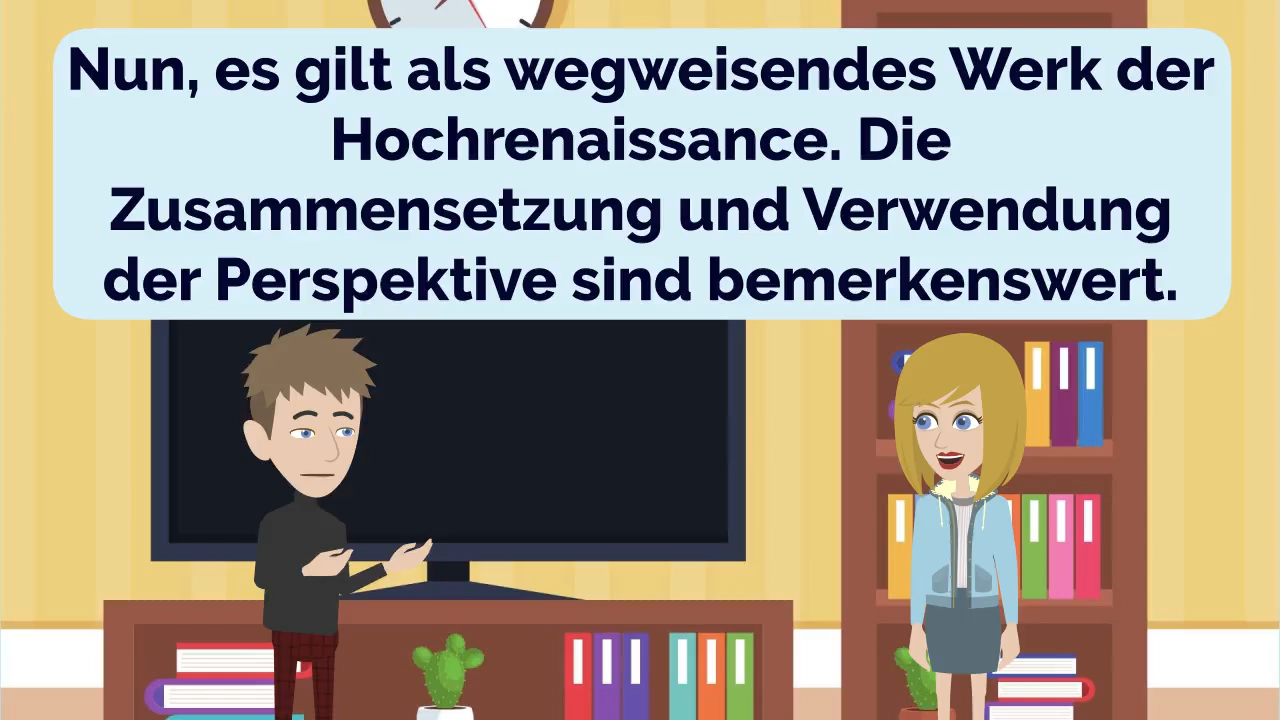 Nun, es gilt als wegweisendes Werk der
Hochrenaissance. Die
Zusammensetzung und Verwendung
der Perspektive sind bemerkenswert.